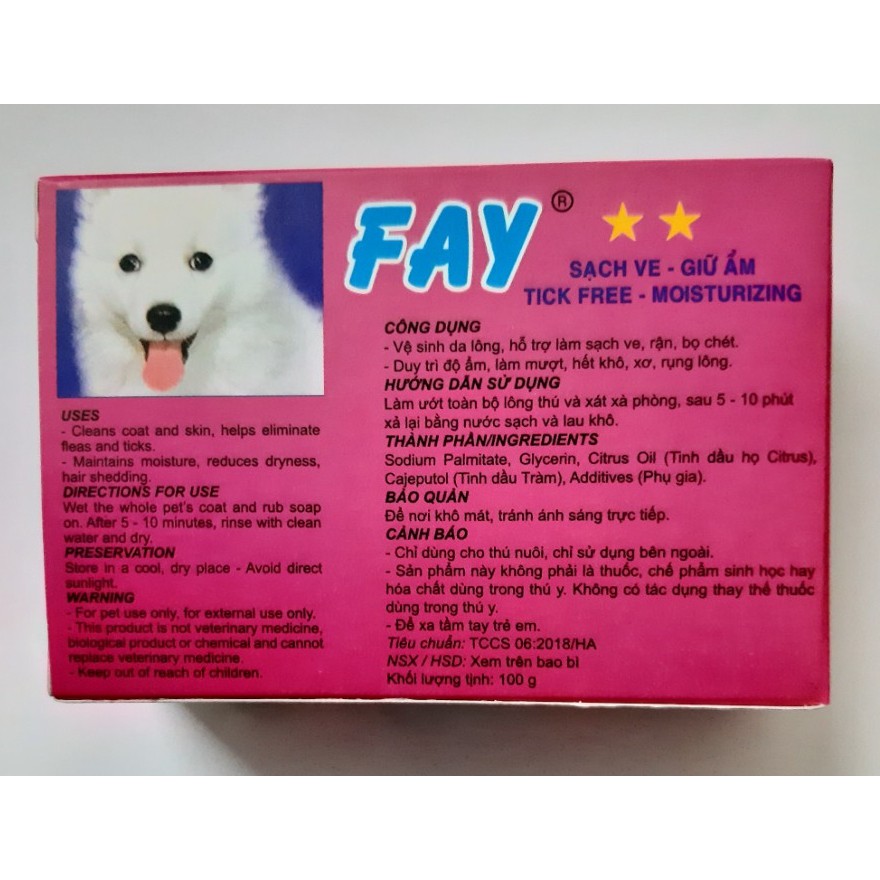 FAY ®
SẠCH VE - GIỮ ẨM
TICK FREE - MOISTURIZING
USES
- Cleans coat and skin, helps eliminate
fleas and ticks.
- Maintains moisture, reduces dryness,
hair shedding.
DIRECTIONS FOR USE
Wet the whole pet's coat and rub soap
on. After 5 - 10 minutes, rinse with clean
water and dry.
PRESERVATION
Store in a cool, dry place - Avoid direct
sunlight.
WARNING
- For pet use only, for external use only.
- This product is not veterinary medicine,
biological product or chemical and cannot
replace veterinary medicine.
- Keep out of reach of children.
CÔNG DỤNG
- Vệ sinh da lông, hỗ trợ làm sạch ve, rận, bọ chét.
- Duy trì độ ẩm, làm mượt, hết khô, xơ, rụng lông.
HƯỚNG DẪN SỬ DỤNG
Làm ướt toàn bộ lông thú và xát xà phòng, sau 5 - 10 phút
xả lại bằng nước sạch và lau khô.
THÀNH PHẦN/INGREDIENTS
Sodium Palmitate, Glycerin, Citrus Oil (Tinh dầu họ Citrus),
Cajeputol (Tinh dầu Tràm), Additives (Phụ gia).
BẢO QUẢN
Để nơi khô mát, tránh ánh sáng trực tiếp.
CẢNH BÁO
- Chỉ dùng cho thú nuôi, chỉ sử dụng bên ngoài.
- Sản phẩm này không phải là thuốc, chế phẩm sinh học hay
hóa chất dùng trong thú y. Không có tác dụng thay thế thuốc
dùng trong thú y.
- Để xa tầm tay trẻ em.
Tiêu chuẩn: TCCS 06:2018/HA
NSX / HSD: Xem trên bao bì
Khối lượng tịnh: 100 g